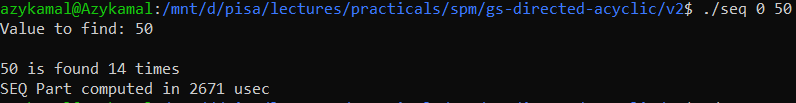 azykamal@Azykamal:/mnt/d/pisa/lectures/practicals/spm/gs-directed-acyclic/v2$ ./seq 0 50
Value to find: 50
50 is found 14 times
SEQ Part computed in 2671 usec